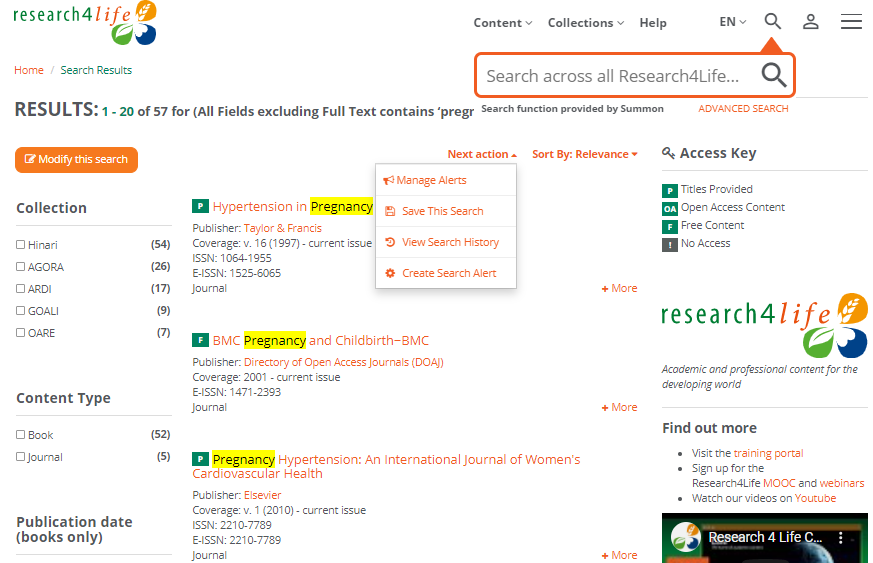 research4life
Content Collections Help EN
Search across all Research4Life...
Search function provided by Summon ADVANCED SEARCH
Home / Search Results
RESULTS: 1 - 20 of 57 for (All Fields excluding Full Text contains ‘pregn
Modify this search
Next action Sort By: Relevance
Manage Alerts
Save This Search
View Search History
Create Search Alert
Collection
Hinari (54)
AGORA (26)
ARDI (17)
GOALI (9)
OARE (7)
Content Type
Book (52)
Journal (5)
Publication date
(books only)
P Hypertension in Pregnancy
Publisher: Taylor & Francis
Coverage: v. 16 (1997) - current issue
ISSN: 1064-1955
E-ISSN: 1525-6065
Journal
+ More
F BMC Pregnancy and Childbirth–BMC
Publisher: Directory of Open Access Journals (DOAJ)
Coverage: 2001 - current issue
E-ISSN: 1471-2393
Journal
+ More
P Pregnancy Hypertension: An International Journal of Women's
Cardiovascular Health
Publisher: Elsevier
Coverage: v. 1 (2010) - current issue
ISSN: 2210-7789
E-ISSN: 2210-7789
Journal
+ More
Access Key
P Titles Provided
OA Open Access Content
F Free Content
! No Access
research4life
Academic and professional content for the
developing world
Find out more
Visit the training portal
Sign up for the
Research4Life MOOC and webinars
Watch our videos on Youtube
Research 4 Life C...